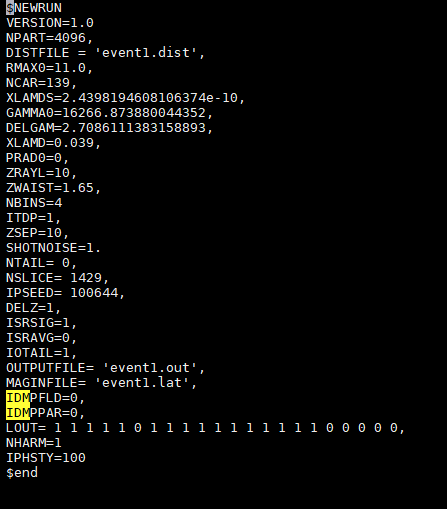 $NEWRUN
VERSION=1.0
NPART=4096,
DISTFILE = 'event1.dist',
RMAX0=11.0,
NCAR=139,
XLAMDS=2.4398194608106374e-10,
GAMMA0=16266.873880044352,
DELGAM=2.7086111383158893,
XLAMD=0.039,
PRAD0=0,
ZRAYL=10,
ZWAIST=1.65,
NBINS=4
ITDP=1,
ZSEP=10,
SHOTNOISE=1.
NTAIL= 0,
NSLICE= 1429,
IPSEED= 100644,
DELZ=1,
ISRSIG=1,
ISRAVG=0,
IOTAIL=1,
OUTPUTFILE= 'event1.out',
MAGINFILE= 'event1.lat',
IDMPFLD=0,
IDMPPAR=0,
LOUT= 1 1 1 1 1 0 1 1 1 1 1 1 1 1 1 1 1 0 0 0 0 0,
NHARM=1
IPHSTY=100
$end